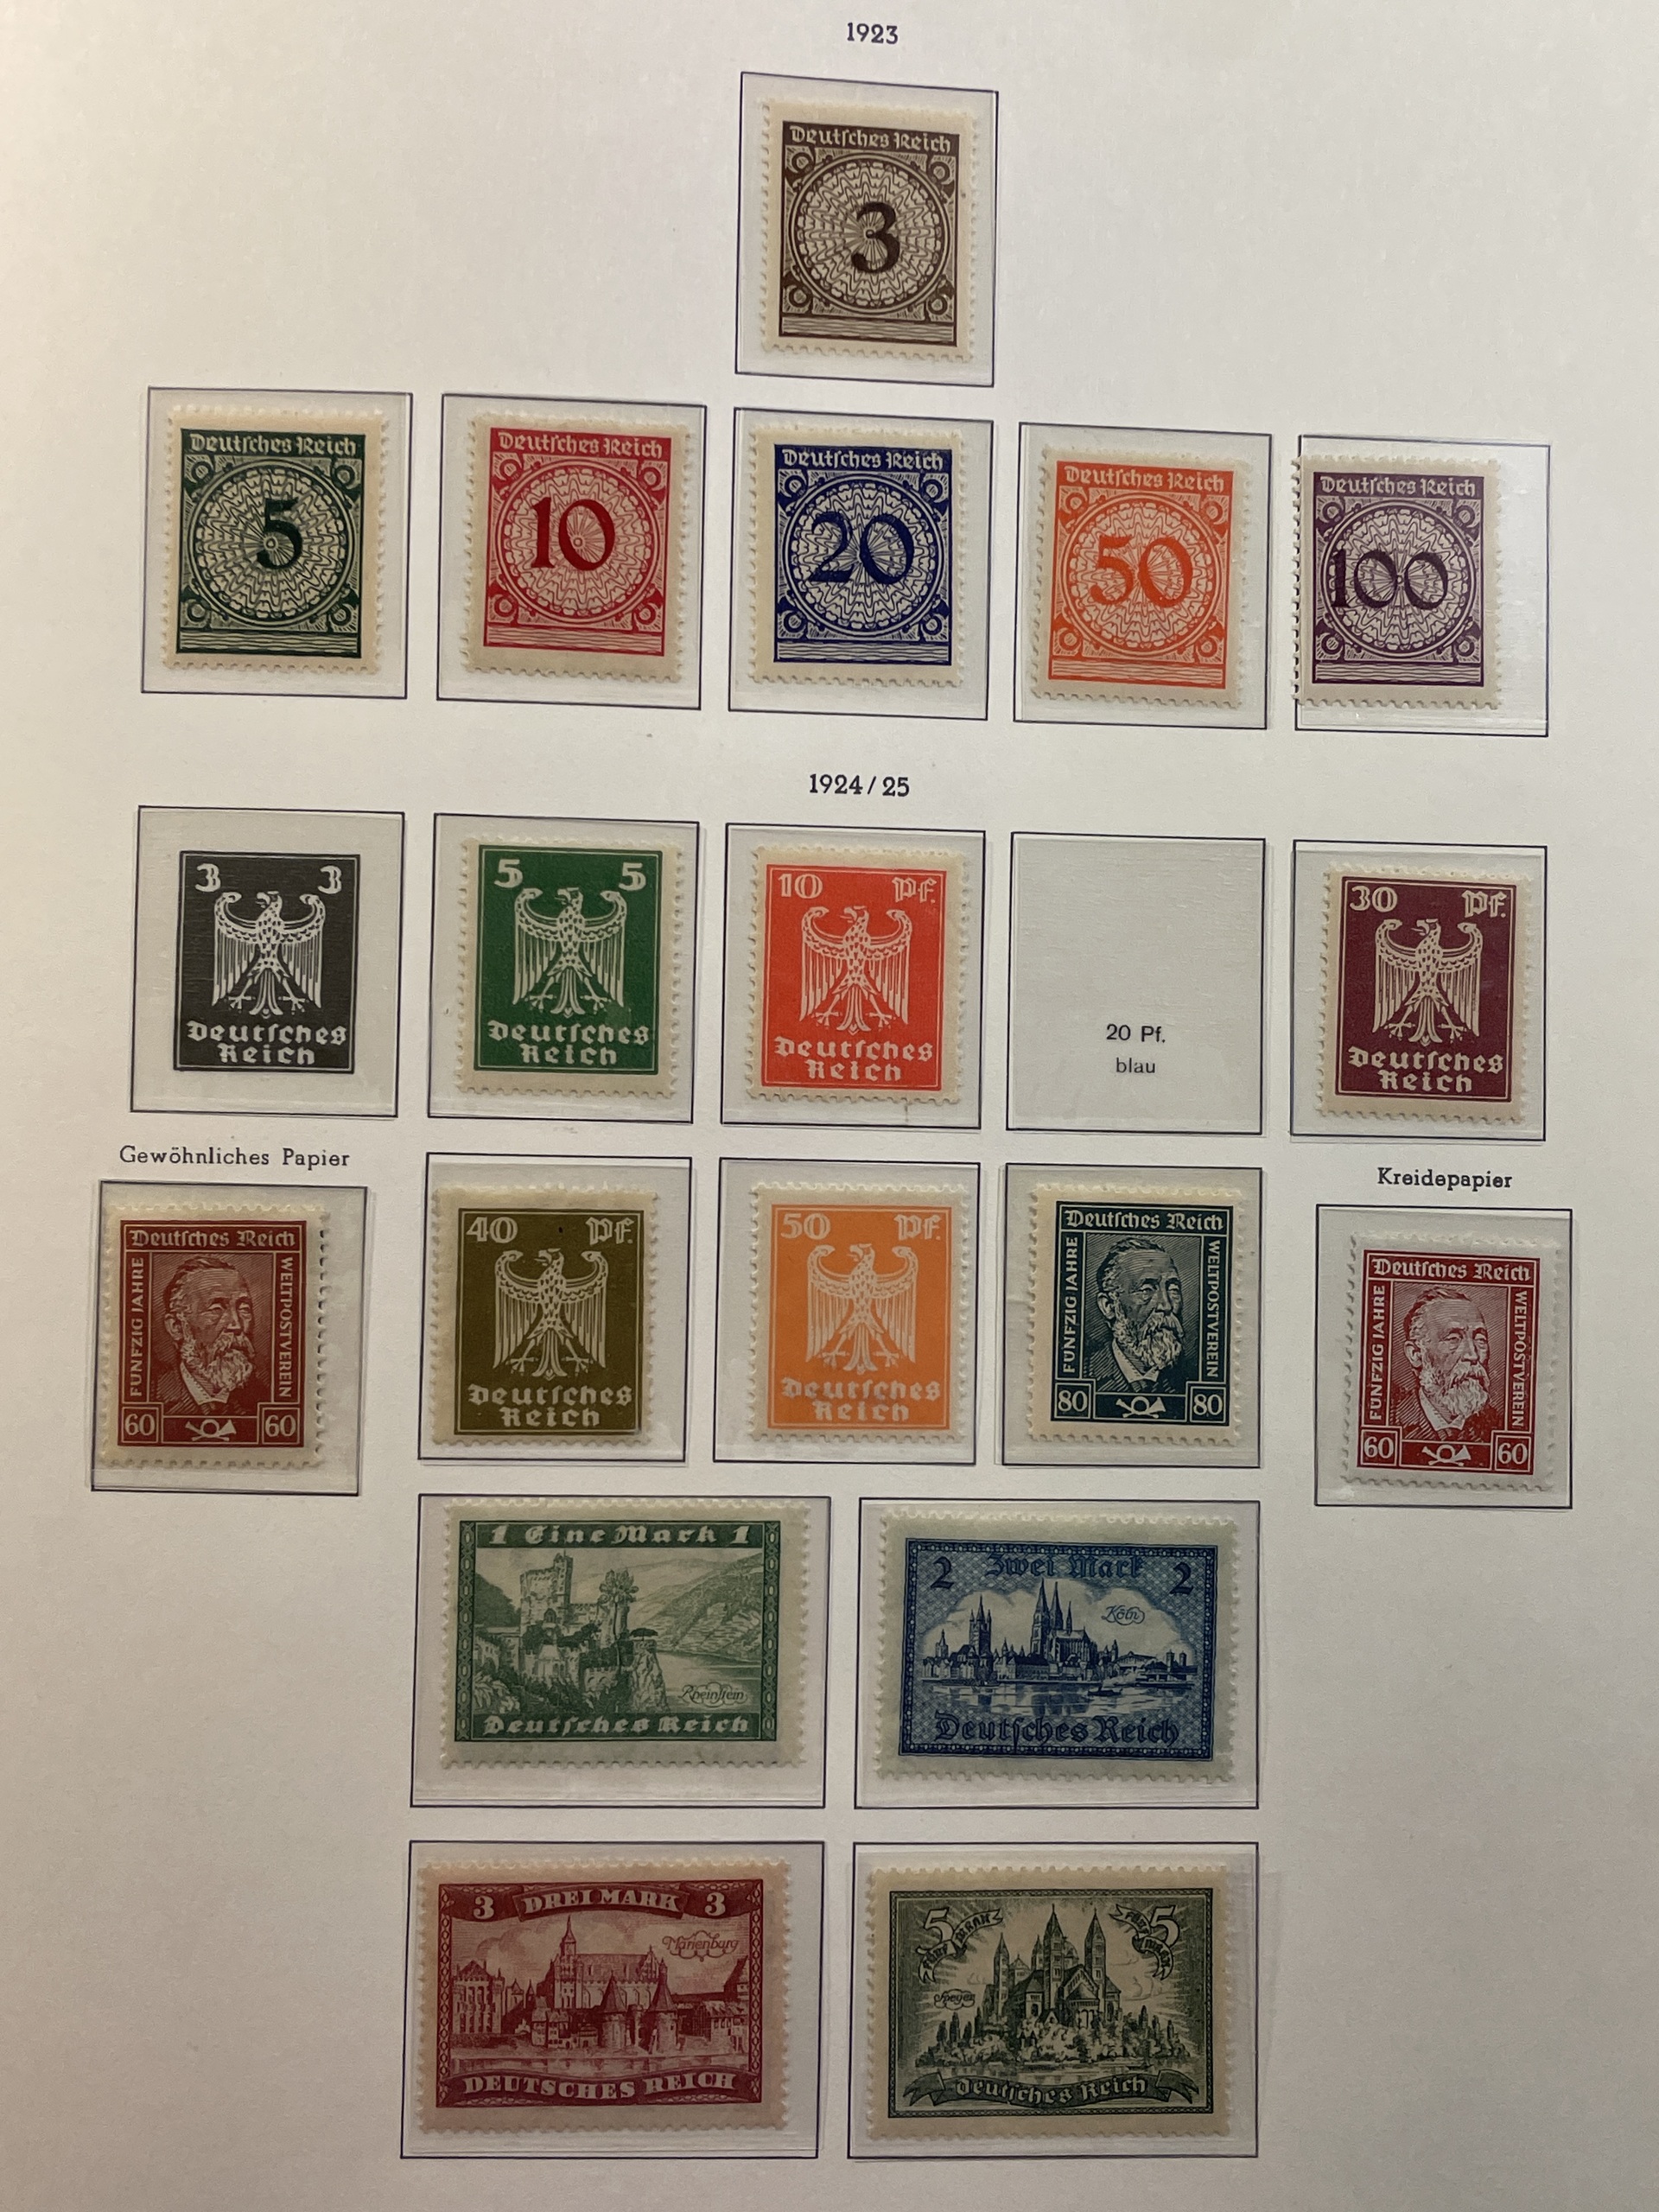 1923
Deutsches Reich
3
Deutsches Reich
5
Deutsches Reich
10
Deutsches Reich
20
Deutsches Reich
50
Deutsches Reich
100
1924/25
3 3
Deutsches
Reich
5 5
Deutsches
Reich
10 Pf.
Deutsches
Reich
20 Pf.
blau
30 Pf.
Deutsches
Reich
Gewöhnliches Papier
Deutsches Reich
FÜNFZIG JAHRE
WELTPOSTVEREIN
60 60
40 Pf.
Deutsches
Reich
50 Pf.
Deutsches
Reich
Deutsches Reich
FÜNFZIG JAHRE
WELTPOSTVEREIN
80 80
Kreidepapier
Deutsches Reich
FÜNFZIG JAHRE
WELTPOSTVEREIN
60 60
1 Eine Mark 1
Rheinstein
Deutsches Reich
2 Zwei Mark 2
Köln
Deutsches Reich
3 DREI MARK 3
Marienburg
DEUTSCHES REICH
5 5
FÜNF MARK
FÜNF MARK
Speyer
Deutsches Reich